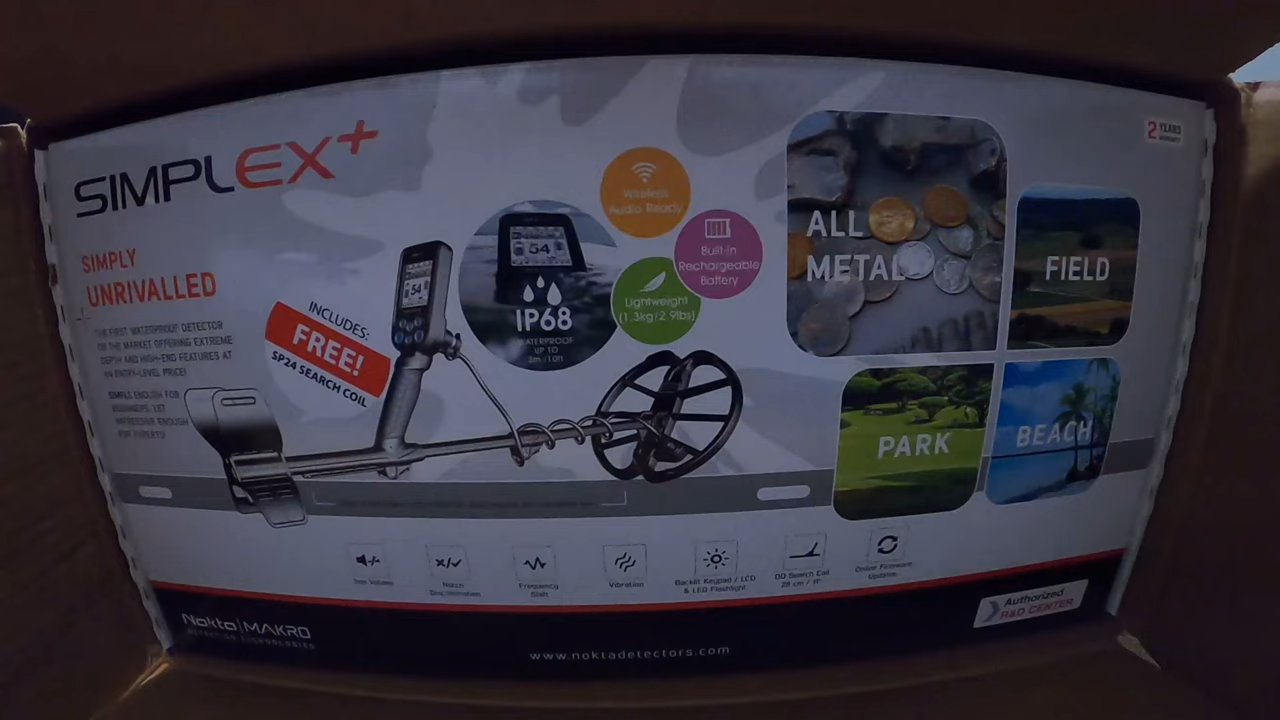 SIMPLEX+
2 YEARS
WARRANTY
SIMPLY
UNRIVALLED
THE FIRST WATERPROOF DETECTOR
ON THE MARKET OFFERING EXTREME
DEPTH AND HIGH-END FEATURES AT
AN ENTRY-LEVEL PRICE!
SIMPLE ENOUGH FOR
BEGINNERS YET
IMPRESSIVE ENOUGH
FOR EXPERTS!
INCLUDES:
FREE!
SP24 SEARCH COIL
54
54
IP68
WATERPROOF
UP TO
3m / 10ft
Wireless
Audio Ready
Built-in
Rechargeable
Battery
Lightweight
(1.3kg/2.9lbs)
ALL
METAL
FIELD
PARK
BEACH
Iron Volume
Notch
Discrimination
Frequency
Shift
Vibration
Backlit Keypad / LCD
& LED Flashlight
DD Search Coil
28 cm / 11"
Online Firmware
Updates
Nokta|MAKRO
DETECTION TECHNOLOGIES
www.noktadetectors.com
Authorized
R&D CENTER